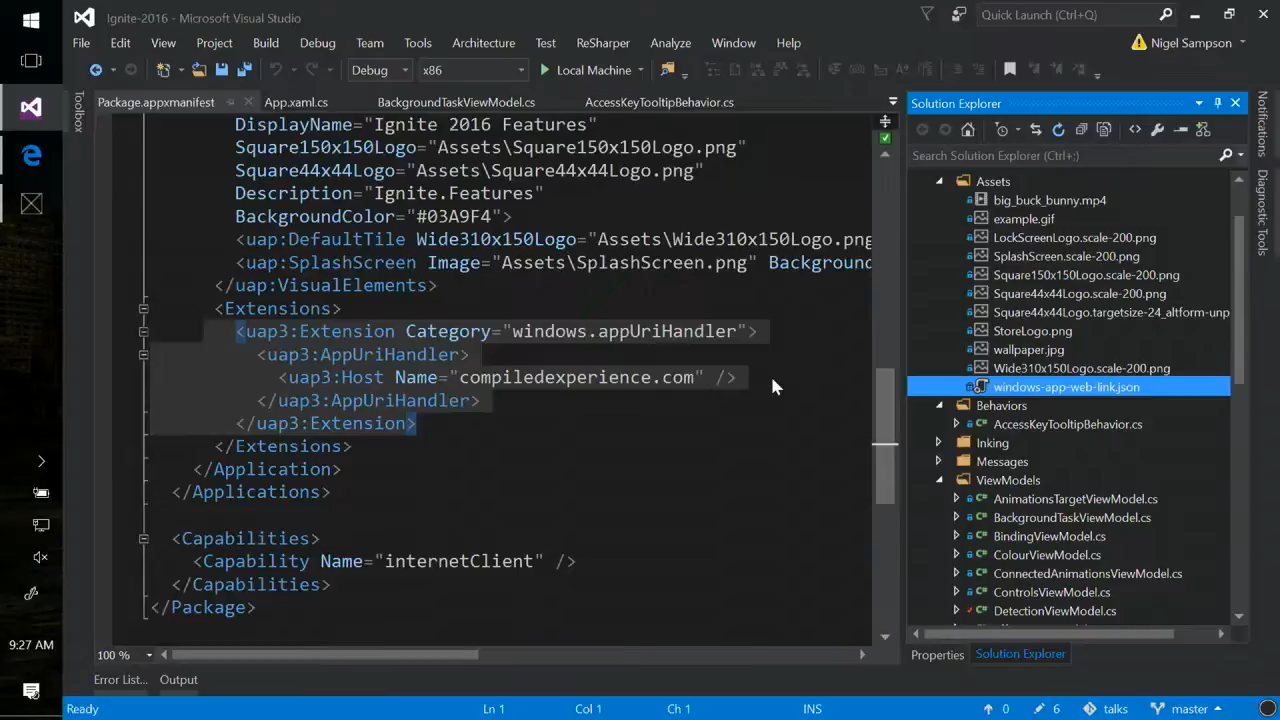 Ignite-2016 - Microsoft Visual Studio
Quick Launch (Ctrl+Q)
File Edit View Project Build Debug Team Tools Architecture Test ReSharper Analyze Window Help
Nigel Sampson
Debug x86 Local Machine
Toolbox
Package.appxmanifest App.xaml.cs BackgroundTaskViewModel.cs AccessKeyTooltipBehavior.cs
DisplayName="Ignite 2016 Features"
Square150x150Logo="Assets\Square150x150Logo.png"
Square44x44Logo="Assets\Square44x44Logo.png"
Description="Ignite.Features"
BackgroundColor="#03A9F4">
<uap:DefaultTile Wide310x150Logo="Assets\Wide310x150Logo.png
<uap:SplashScreen Image="Assets\SplashScreen.png" Background
</uap:VisualElements>
<Extensions>
<uap3:Extension Category="windows.appUriHandler">
<uap3:AppUriHandler>
<uap3:Host Name="compiledexperience.com" />
</uap3:AppUriHandler>
</uap3:Extension>
</Extensions>
</Application>
</Applications>
<Capabilities>
<Capability Name="internetClient" />
</Capabilities>
</Package>
100 %
Error List... Output
Solution Explorer
Search Solution Explorer (Ctrl+;)
Assets
big_buck_bunny.mp4
example.gif
LockScreenLogo.scale-200.png
SplashScreen.scale-200.png
Square150x150Logo.scale-200.png
Square44x44Logo.scale-200.png
Square44x44Logo.targetsize-24_altform-unp
StoreLogo.png
wallpaper.jpg
Wide310x150Logo.scale-200.png
windows-app-web-link.json
Behaviors
AccessKeyTooltipBehavior.cs
Inking
Messages
ViewModels
AnimationsTargetViewModel.cs
BackgroundTaskViewModel.cs
BindingViewModel.cs
ColourViewModel.cs
ConnectedAnimationsViewModel.cs
ControlsViewModel.cs
DetectionViewModel.cs
Properties Solution Explorer
Notifications
Diagnostic Tools
9:27 AM
Ready Ln 1 Col 1 Ch 1 INS 0 6 talks master